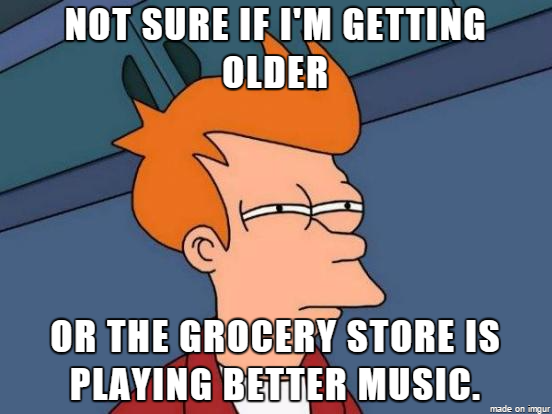 NOT SURE IF I'M GETTING
OLDER
OR THE GROCERY STORE IS
PLAYING BETTER MUSIC.
made on imgur